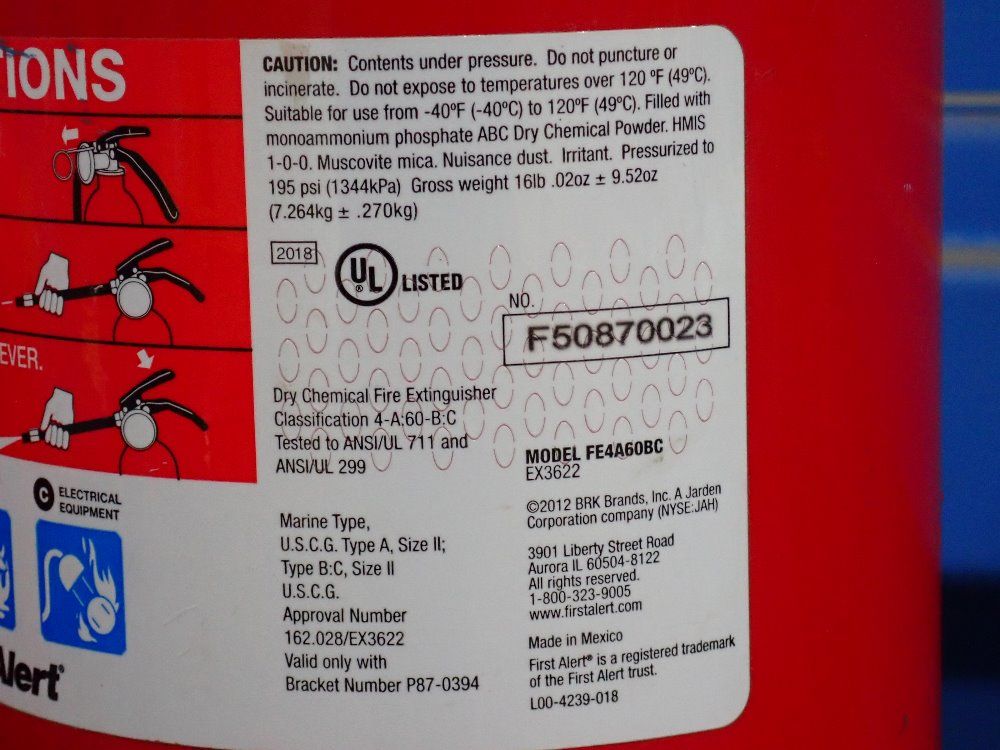 TIONS
EVER.
C ELECTRICAL
EQUIPMENT
Alert®
CAUTION: Contents under pressure. Do not puncture or
incinerate. Do not expose to temperatures over 120 ºF (49ºC).
Suitable for use from -40ºF (-40ºC) to 120ºF (49ºC). Filled with
monoammonium phosphate ABC Dry Chemical Powder. HMIS
1-0-0. Muscovite mica. Nuisance dust. Irritant. Pressurized to
195 psi (1344kPa) Gross weight 16lb .02oz ± 9.52oz
(7.264kg ± .270kg)
2018
UL® LISTED
NO.
F50870023
Dry Chemical Fire Extinguisher
Classification 4-A:60-B:C
Tested to ANSI/UL 711 and
ANSI/UL 299
Marine Type,
U.S.C.G. Type A, Size II;
Type B:C, Size II
U.S.C.G.
Approval Number
162.028/EX3622
Valid only with
Bracket Number P87-0394
MODEL FE4A60BC
EX3622
©2012 BRK Brands, Inc. A Jarden
Corporation company (NYSE:JAH)
3901 Liberty Street Road
Aurora IL 60504-8122
All rights reserved.
1-800-323-9005
www.firstalert.com
Made in Mexico
First Alert® is a registered trademark
of the First Alert trust.
L00-4239-018